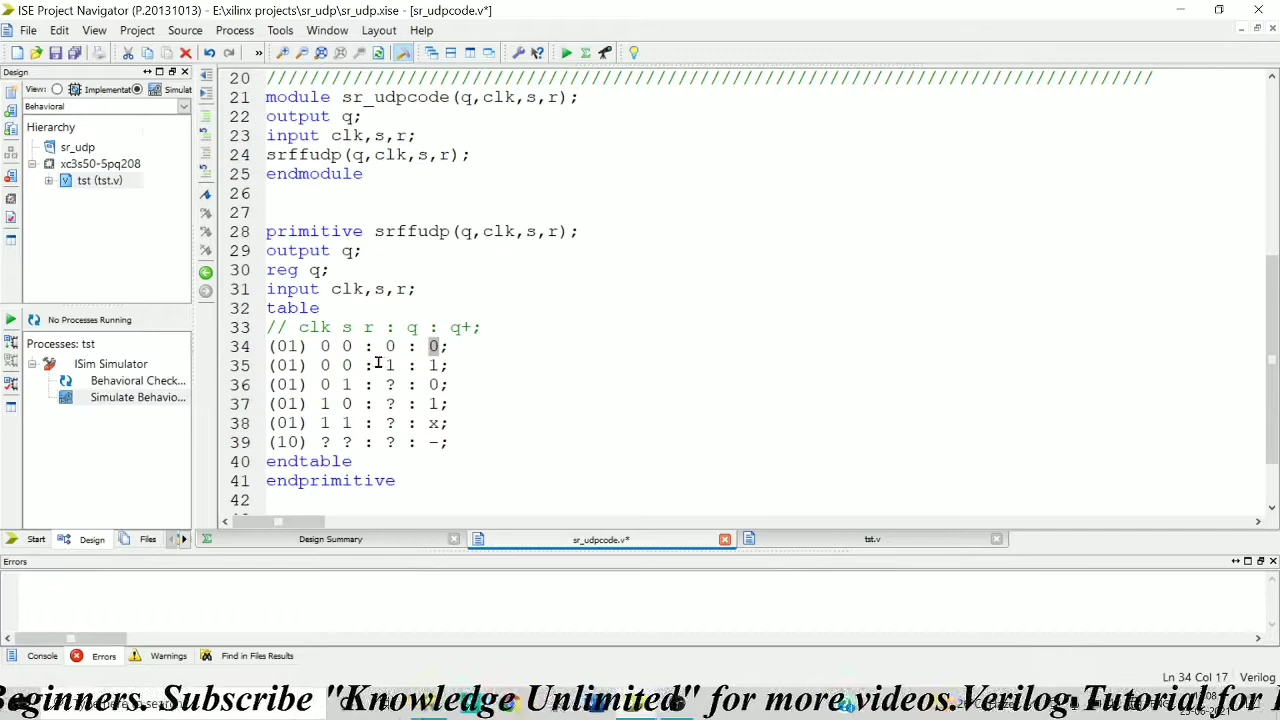 ISE Project Navigator (P.20131013) - E:\xilinx projects\sr_udp\sr_udp.xise - [sr_udpcode.v*]
File Edit View Project Source Process Tools Window Layout Help
»
Design
View: Implementat Simulat
Behavioral
Hierarchy
sr_udp
xc3s50-5pq208
tst (tst.v)
No Processes Running
Processes: tst
ISim Simulator
Behavioral Check...
Simulate Behavio...
Start Design Files
20 //////////////////////////////////////////////////////////////////////////////////
21 module sr_udpcode(q,clk,s,r);
22 output q;
23 input clk,s,r;
24 srffudp(q,clk,s,r);
25 endmodule
26
27
28 primitive srffudp(q,clk,s,r);
29 output q;
30 reg q;
31 input clk,s,r;
32 table
33 // clk s r : q : q+;
34 (01) 0 0 : 0 : 0;
35 (01) 0 0 : 1 : 1;
36 (01) 0 1 : ? : 0;
37 (01) 1 0 : ? : 1;
38 (01) 1 1 : ? : x;
39 (10) ? ? : ? : -;
40 endtable
41 endprimitive
42
Design Summary sr_udpcode.v* tst.v
Errors
Console Errors Warnings Find in Files Results
Ln 34 Col 17 Verilog
Beginners. Subscribe "Knowledge Unlimited" for more videos.Verilog Tutorial for